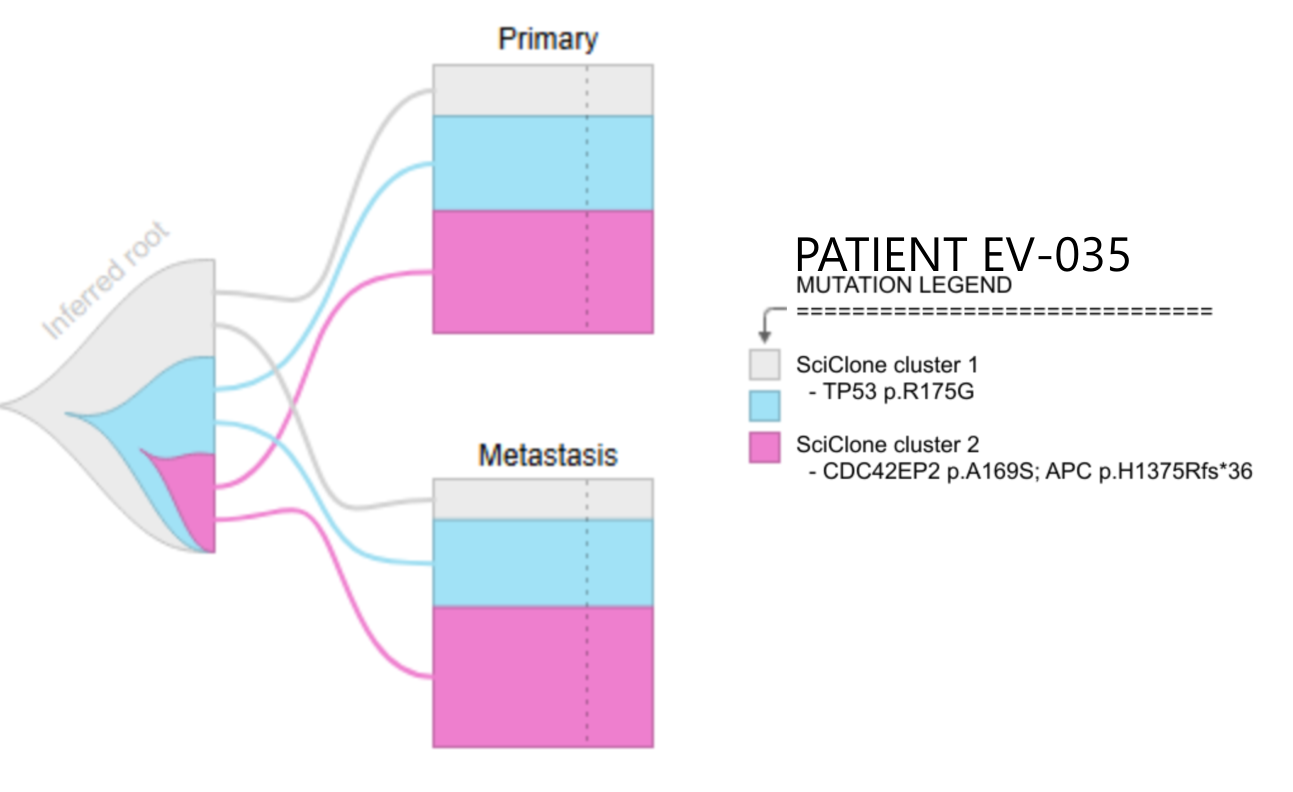 Primary
Inferred root
Metastasis
PATIENT EV-035
MUTATION LEGEND
==============================
SciClone cluster 1
- TP53 p.R175G
SciClone cluster 2
- CDC42EP2 p.A169S; APC p.H1375Rfs*36